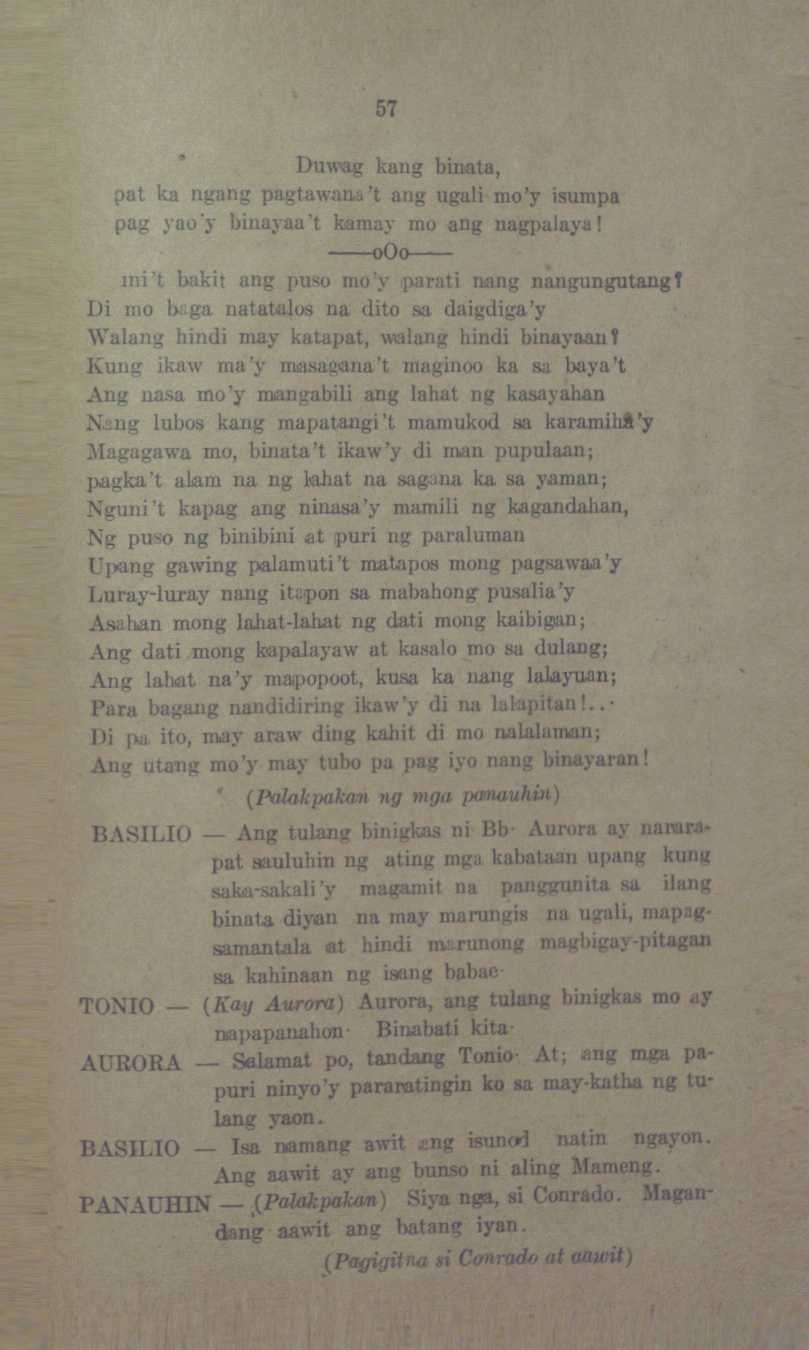 57
Duwag kang binata,
pat ka ngang pagtawana't ang ugali mo'y isumpa
pag yao'y binayaa't kamay mo ang nagpalaya!
——oOo——
mi't bakit ang puso mo'y parati nang nangungutang?
Di mo baga natatalos na dito sa daigdiga'y
Walang hindi may katapat, walang hindi binayaan?
Kung ikaw ma'y masagana't maginoo ka sa baya't
Ang nasa mo'y mangabili ang lahat ng kasayahan
Nang lubos kang mapatangi't mamukod sa karamiha'y
Magagawa mo, binata't ikaw'y di man pupulaan;
pagka't alam na ng lahat na sagana ka sa yaman;
Nguni't kapag ang ninasa'y mamili ng kagandahan,
Ng puso ng binibini at puri ng paraluman
Upang gawing palamuti't matapos mong pagsawaa'y
Luray-luray nang itapon sa mabahong pusalia'y
Asahan mong lahat-lahat ng dati mong kaibigan;
Ang dati mong kapalayaw at kasalo mo sa dulang;
Ang lahat na'y mapopoot, kusa ka nang lalayuan;
Para bagang nandidiring ikaw'y di na lalapitan!...
Di pa ito, may araw ding kahit di mo nalalaman;
Ang utang mo'y may tubo pa pag iyo nang binayaran!
(Palakpakan ng mga panauhin)
BASILIO — Ang tulang binigkas ni Bb· Aurora ay narara-
pat sauluhin ng ating mga kabataan upang kung
saka-sakali'y magamit na panggunita sa ilang
binata diyan na may marungis na ugali, mapag-
samantala at hindi marunong magbigay-pitagan
sa kahinaan ng isang babae·
TONIO — (Kay Aurora) Aurora, ang tulang binigkas mo ay
napapanahon· Binabati kita·
AURORA — Salamat po, tandang Tonio· At; ang mga pa-
puri ninyo'y pararatingin ko sa may-katha ng tu-
lang yaon.
BASILIO — Isa namang awit ang isunod natin ngayon.
Ang aawit ay ang bunso ni aling Mameng.
PANAUHIN — (Palakpakan) Siya nga, si Conrado. Magan-
dang aawit ang batang iyan.
(Pagigitna si Conrado at aawit)